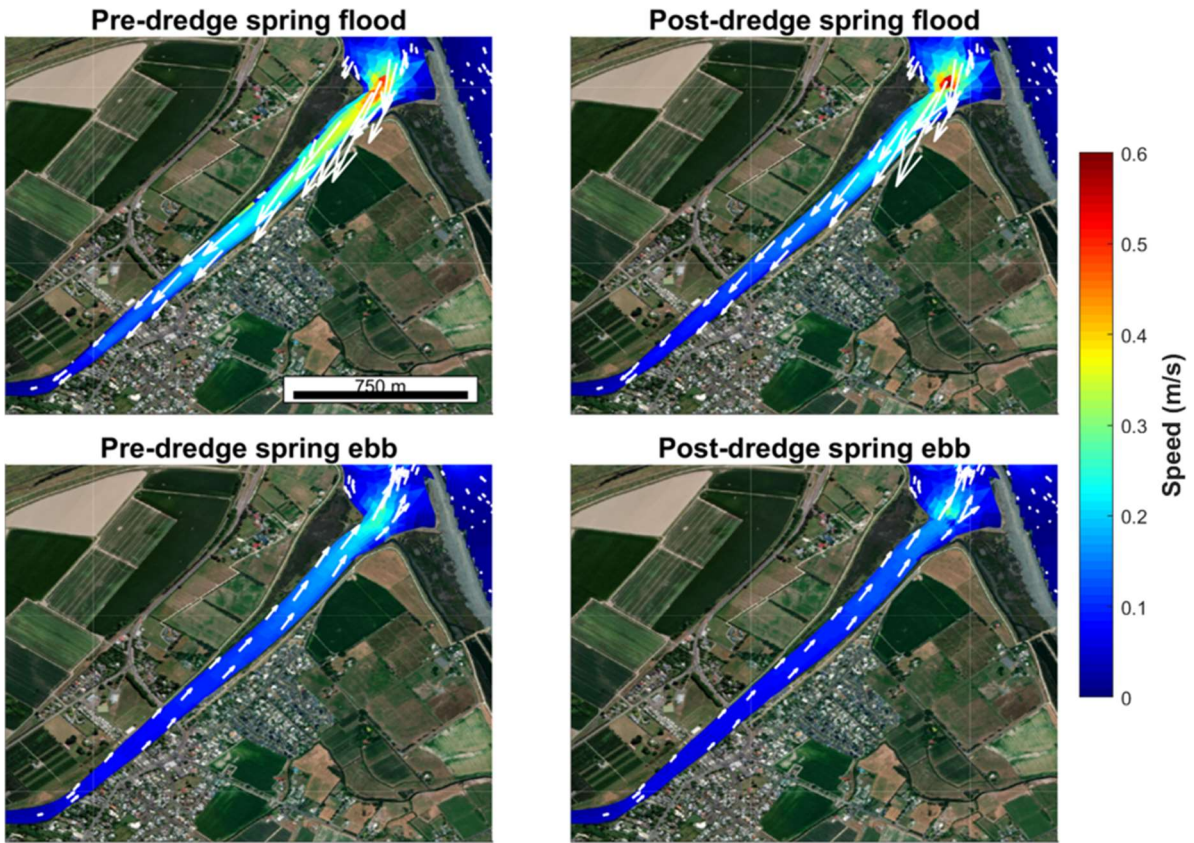 Pre-dredge spring flood
Post-dredge spring flood
750 m
Pre-dredge spring ebb
Post-dredge spring ebb
0.6
0.5
0.4
0.3
0.2
0.1
0
Speed (m/s)